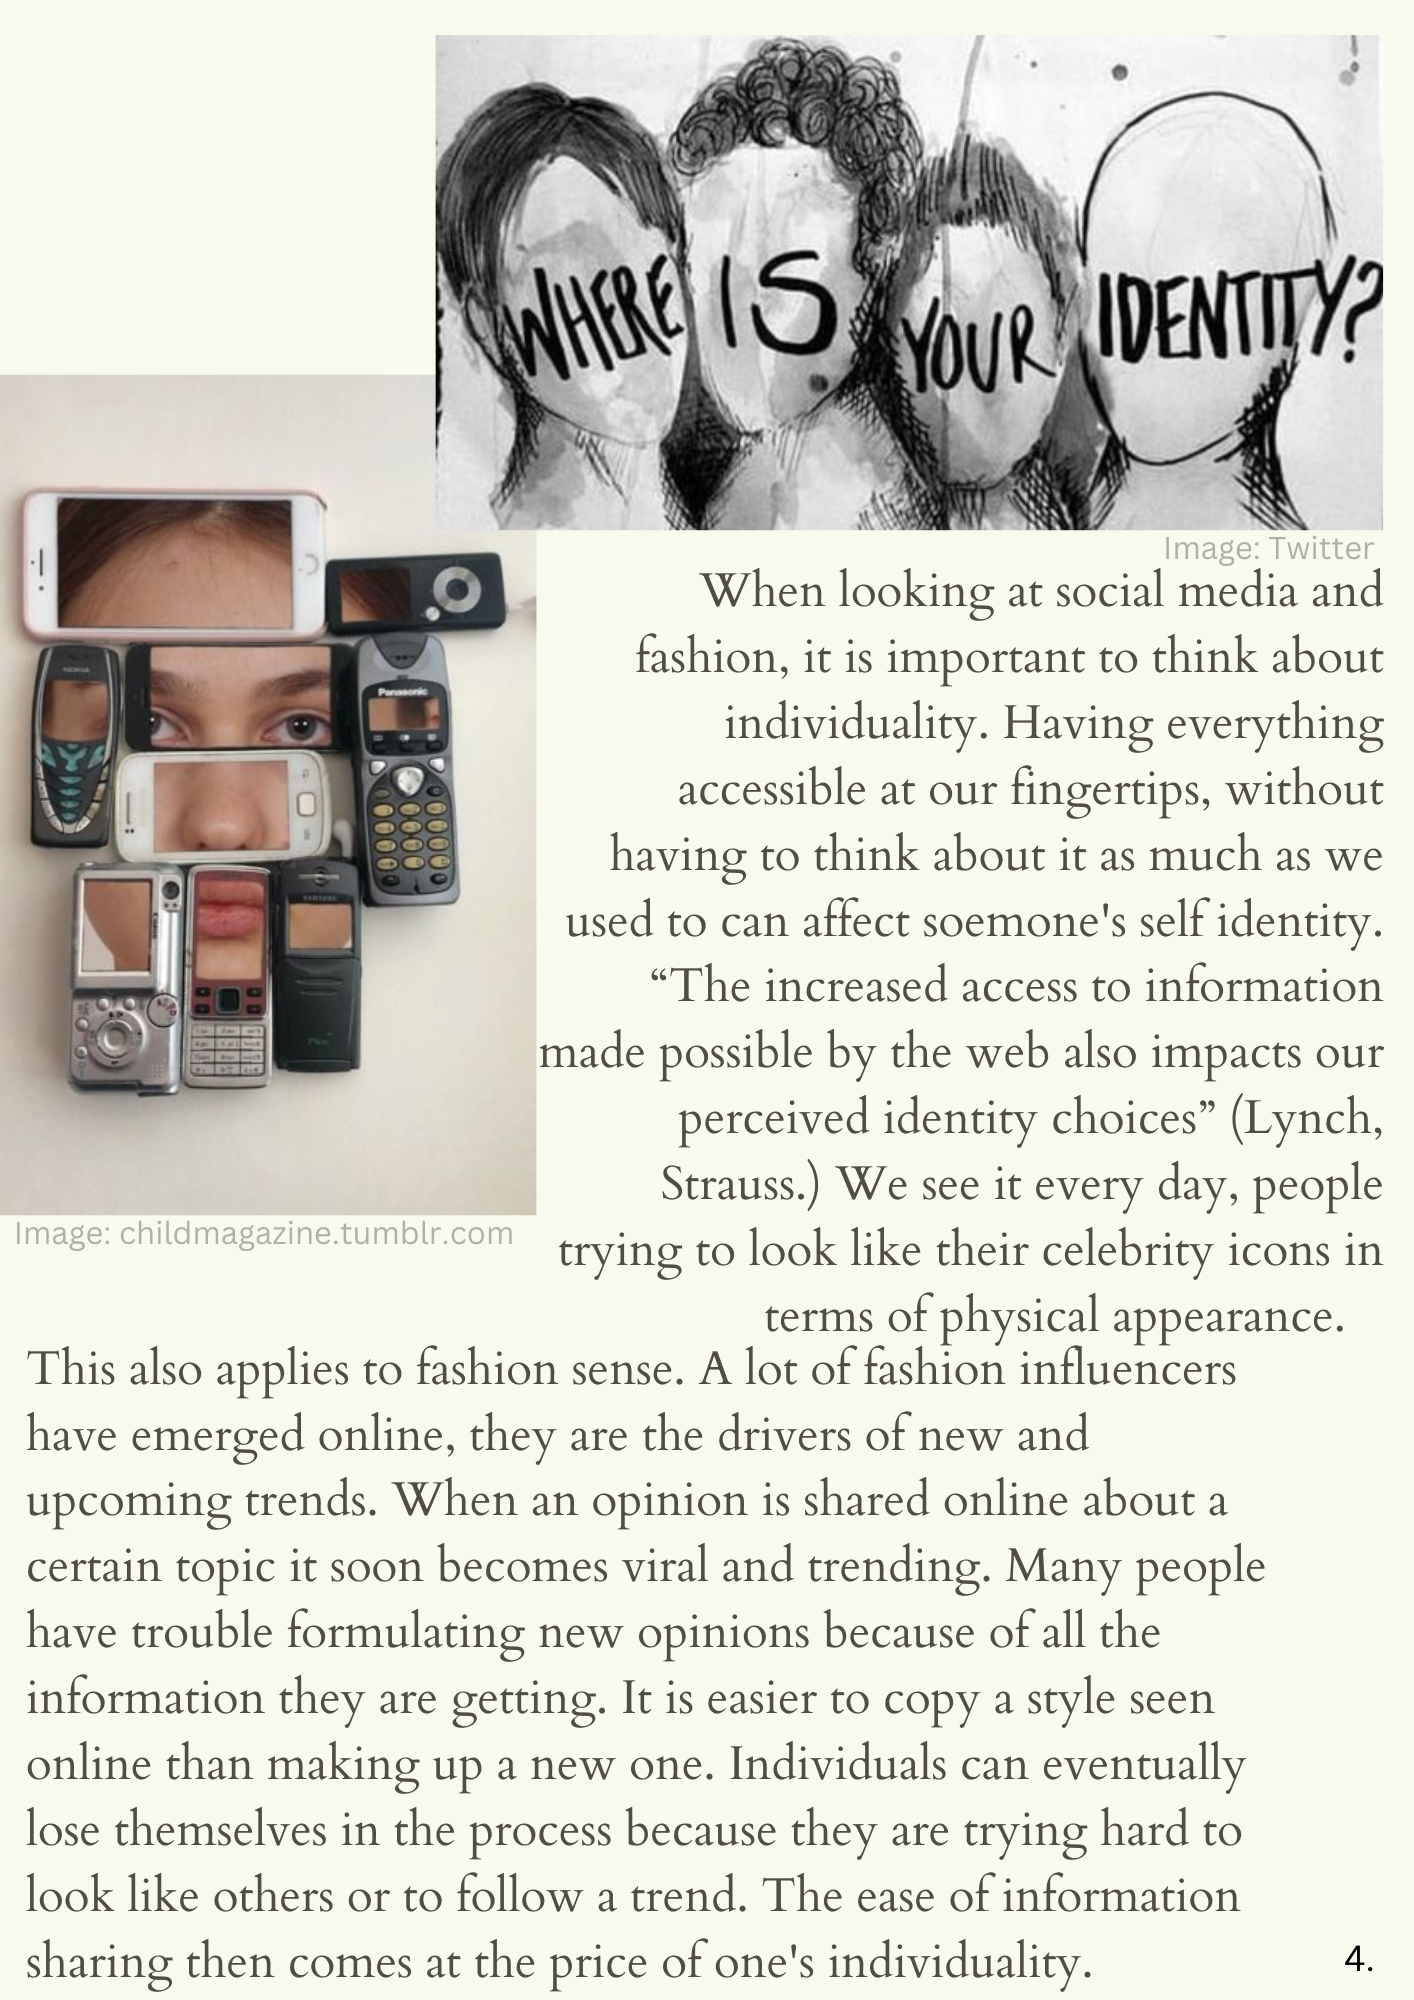 WHERE IS YOUR IDENTITY?
Image: Twitter
NOKIA
Panasonic
SAMSUNG
Plus
Image: childmagazine.tumblr.com
When looking at social media and
fashion, it is important to think about
individuality. Having everything
accessible at our fingertips, without
having to think about it as much as we
used to can affect soemone's self identity.
“The increased access to information
made possible by the web also impacts our
perceived identity choices” (Lynch,
Strauss.) We see it every day, people
trying to look like their celebrity icons in
terms of physical appearance.
This also applies to fashion sense. A lot of fashion influencers
have emerged online, they are the drivers of new and
upcoming trends. When an opinion is shared online about a
certain topic it soon becomes viral and trending. Many people
have trouble formulating new opinions because of all the
information they are getting. It is easier to copy a style seen
online than making up a new one. Individuals can eventually
lose themselves in the process because they are trying hard to
look like others or to follow a trend. The ease of information
sharing then comes at the price of one's individuality.
4.